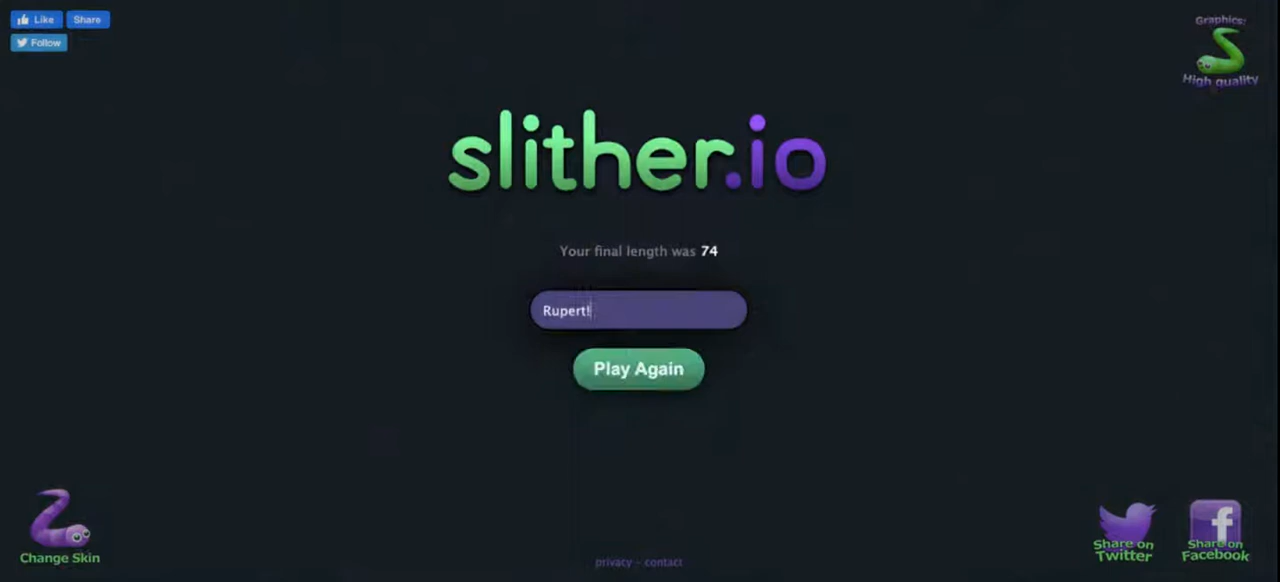 Like Share
Follow
Graphics:
High quality
slither.io
Your final length was 74
Rupert!
Play Again
Change Skin
privacy - contact
Share on
Twitter
Share on
Facebook